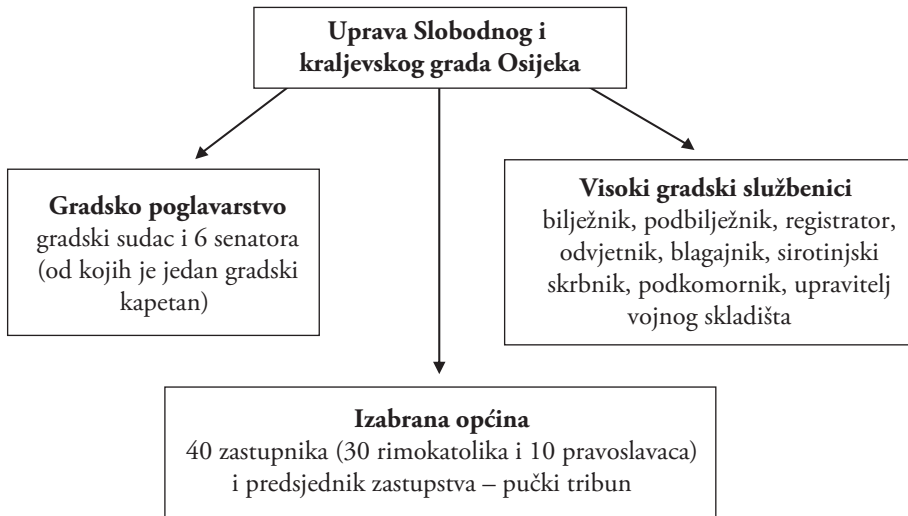 Uprava Slobodnog i
kraljevskog grada Osijeka
Gradsko poglavarstvo
gradski sudac i 6 senatora
(od kojih je jedan gradski
kapetan)
Visoki gradski službenici
bilježnik, podbilježnik, registrator,
odvjetnik, blagajnik, sirotinjski
skrbnik, podkomornik, upravitelj
vojnog skladišta
Izabrana općina
40 zastupnika (30 rimokatolika i 10 pravoslavaca)
i predsjednik zastupstva – pučki tribun